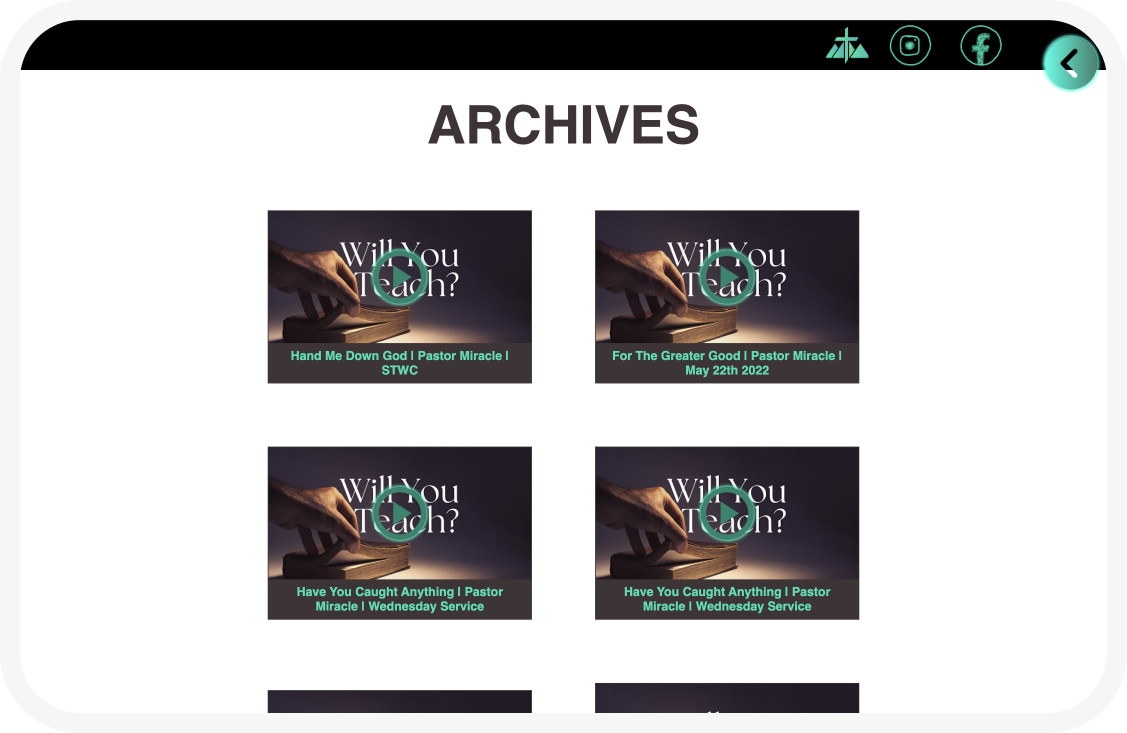 ARCHIVES
Will You
Teach?
Hand Me Down God | Pastor Miracle |
STWC
Will You
Teach?
For The Greater Good | Pastor Miracle |
May 22th 2022
Will You
Teach?
Have You Caught Anything | Pastor
Miracle | Wednesday Service
Will You
Teach?
Have You Caught Anything | Pastor
Miracle | Wednesday Service